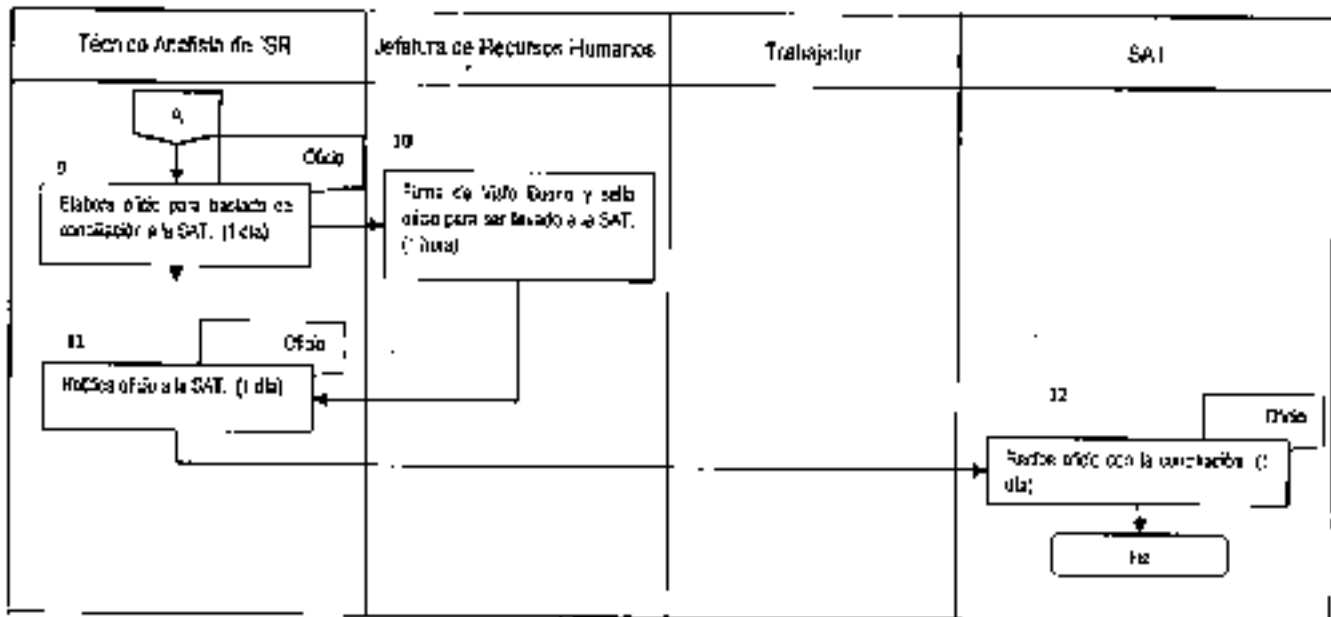 Técnico Analista de ISR
Jefatura de Recursos Humanos
Trabajador
SAT
A
9
Oficio
Elabora oficio para traslado de
conciliación a la SAT. (1 día)
10
Firma de Visto Bueno y sella
oficio para ser llevado a la SAT.
(1 hora)
11
Oficio
oficio a la SAT. (1 día)
12
Oficio
Recibe oficio con la conciliación. (1
día)
Fin